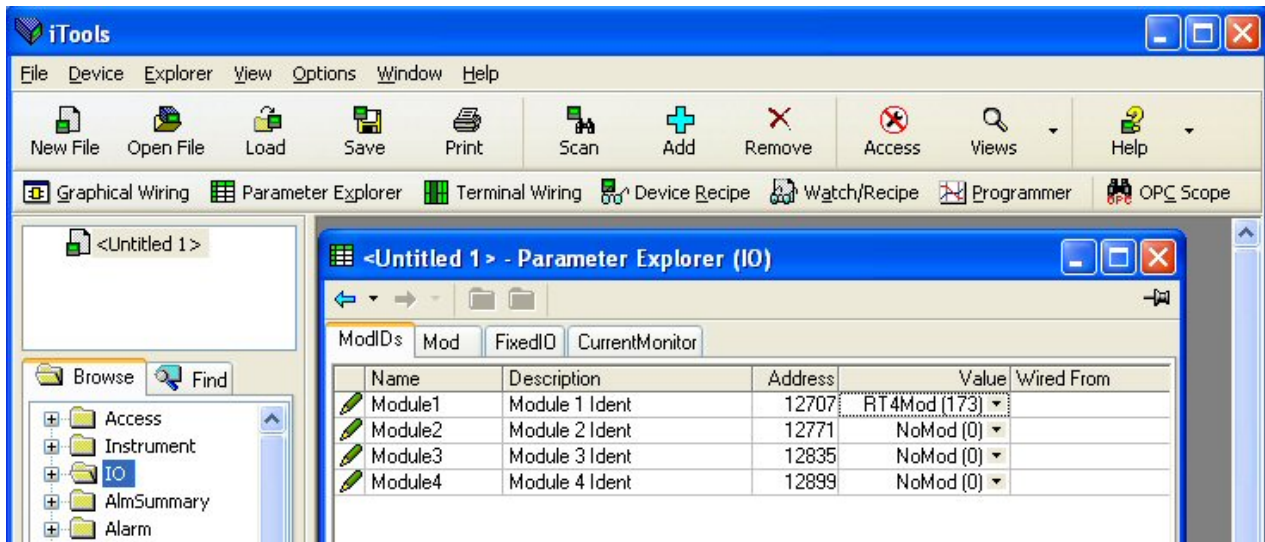 iTools
File Device Explorer View Options Window Help
New File Open File Load Save Print Scan Add Remove Access Views Help
Graphical Wiring Parameter Explorer Terminal Wiring Device Recipe Watch/Recipe Programmer OPC Scope
<Untitled 1>
<Untitled 1> - Parameter Explorer (IO)
ModIDs Mod FixedIO CurrentMonitor
Name Description Address Value Wired From
Module1 Module 1 Ident 12707 RT4Mod (173)
Module2 Module 2 Ident 12771 NoMod (0)
Module3 Module 3 Ident 12835 NoMod (0)
Module4 Module 4 Ident 12899 NoMod (0)
Browse Find
Access
Instrument
IO
AlmSummary
Alarm